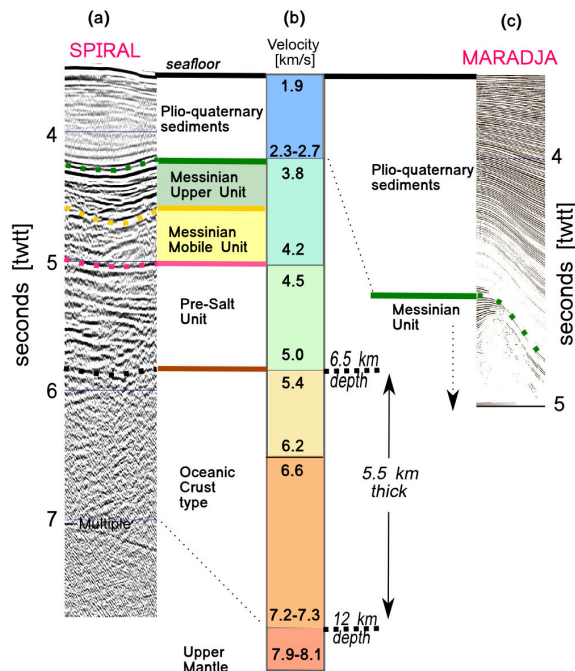 (a)
(b)
(c)
SPIRAL
Velocity
[km/s]
MARADJA
seafloor
1.9
Plio-quaternary
sediments
4
2.3-2.7
4
3.8
Messinian
Upper Unit
Plio-quaternary
sediments
Messinian
Mobile Unit
4.2
5
4.5
Messinian
Unit
Pre-Salt
Unit
5.0
6.5 km
depth
5
6
5.4
6.2
6.6
Oceanic
Crust
type
5.5 km
thick
7
Multiple
7.2-7.3
12 km
depth
Upper
Mantle
7.9-8.1
seconds [twtt]
seconds [twtt]